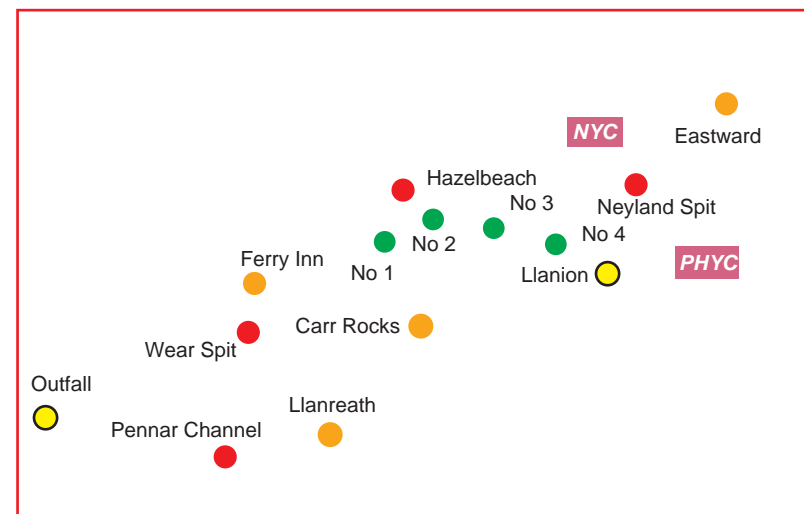 NYC
Eastward
Hazelbeach
No 3
Neyland Spit
No 2
No 4
Ferry Inn
No 1
Llanion
PHYC
Carr Rocks
Wear Spit
Outfall
Llanreath
Pennar Channel